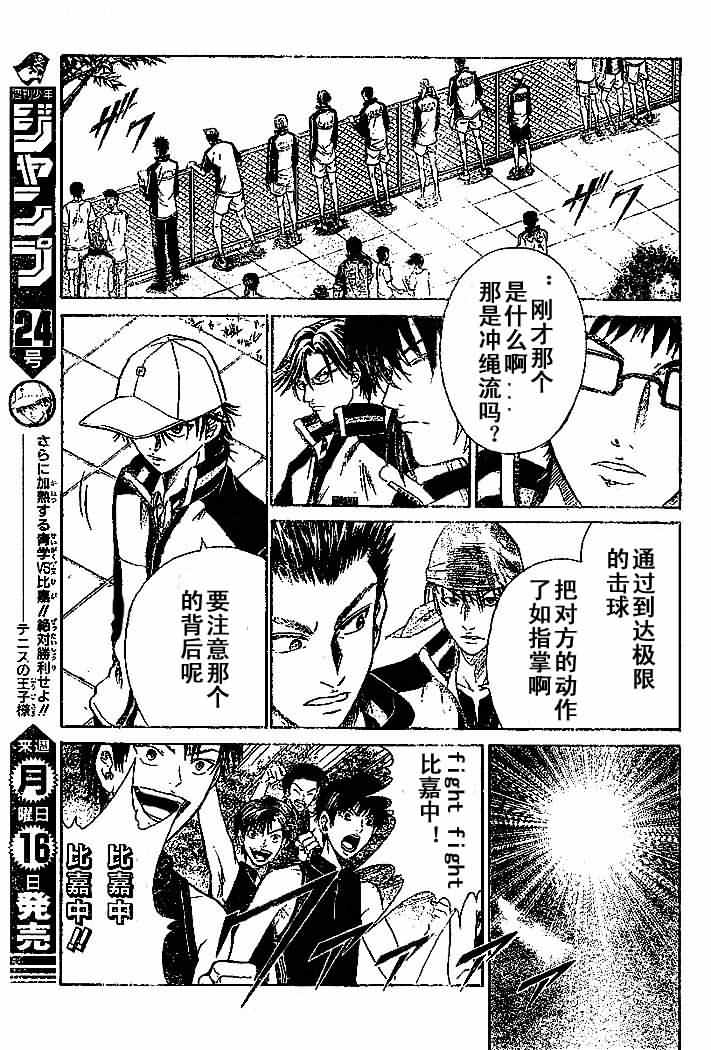 ：刚才那个
是什么啊…
那是冲绳流吗？
通过到达极限
的击球
把对方的动作
了如指掌啊
要注意那个
的背后呢
fight fight
比嘉中！
比嘉中
比嘉中!!
週刊少年
ジャンプ
24号
さらに加熱する青学VS比嘉!!絶対勝利せよ!!
——テニスの王子様
来週
月曜日
16日
発売